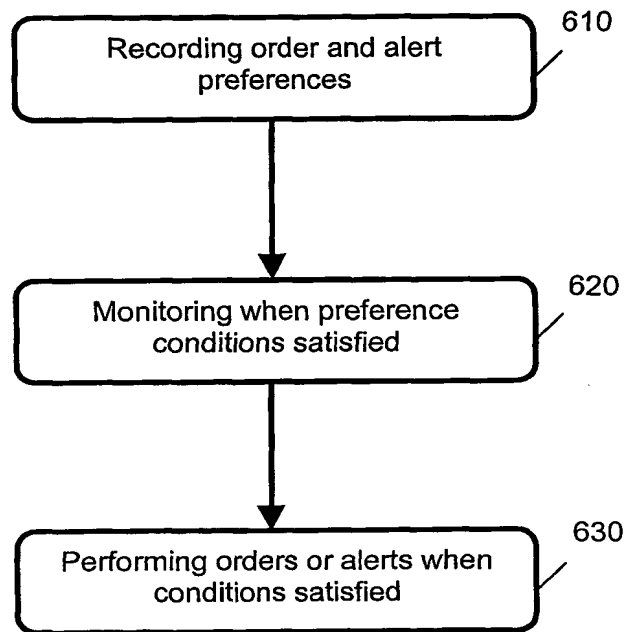 Recording order and alert
preferences
610
Monitoring when preference
conditions satisfied
620
Performing orders or alerts when
conditions satisfied
630